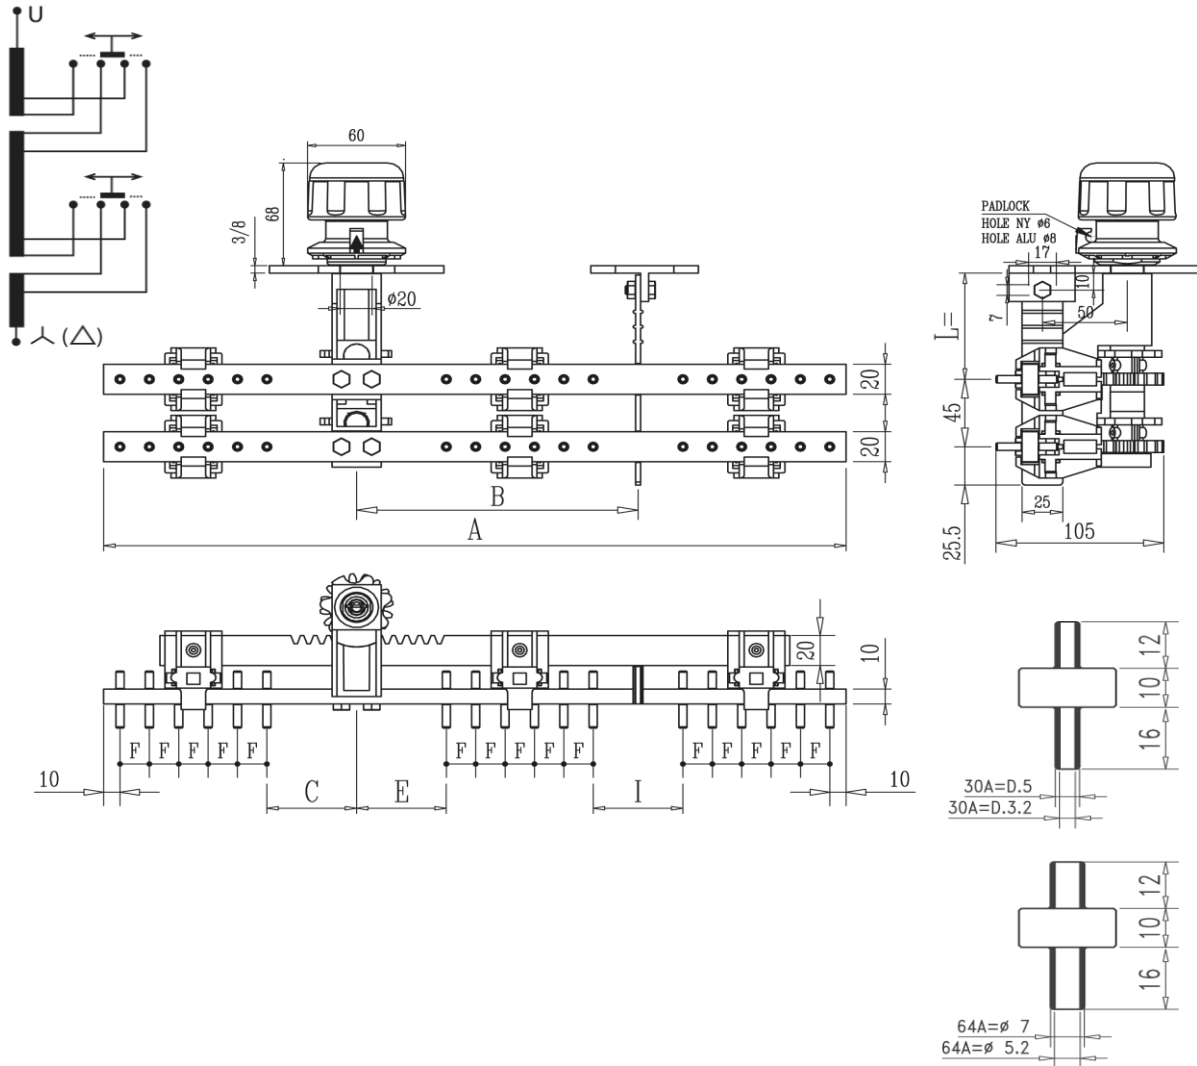 U
(△)
60
68
3/8
ø20
20
20
B
A
PADLOCK
HOLE NY ø6
HOLE ALU ø8
17
10
7
50
L=
45
25
25.5
105
20
10
F F F F F
F F F F F
F F F F F
10
C
E
I
10
12
10
16
30A=D.5
30A=D.3.2
12
10
16
64A=ø 7
64A=ø 5.2